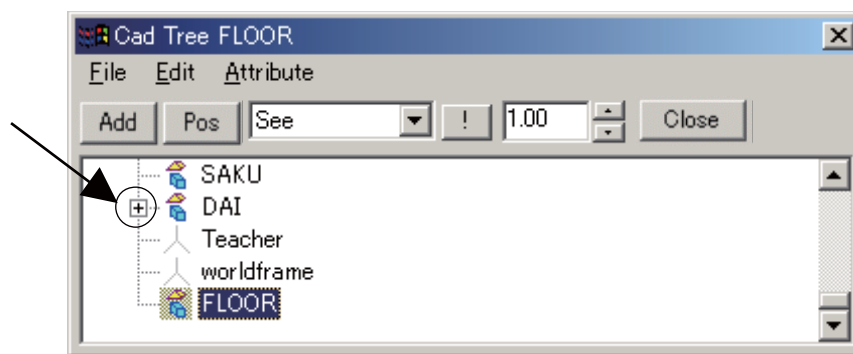 Cad Tree FLOOR
File Edit Attribute
Add Pos See ! 1.00 Close
SAKU
DAI
Teacher
worldframe
FLOOR